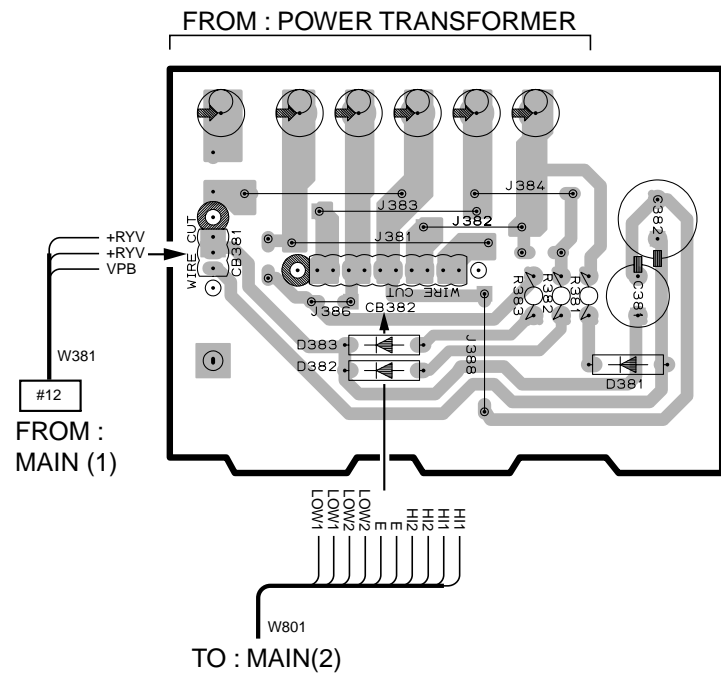 FROM : POWER TRANSFORMER
J384
J383
J382
J381
C382
C381
+RYV
+RYV
VPB
WIRE CUT
CB381
WIRE CUT
J386
CB382
R383
R382
R381
D383
D382
J388
D381
W381
#12
FROM :
MAIN (1)
LOW1
LOW1
LOW2
LOW2
E
E
HI2
HI2
HI1
HI1
W801
TO : MAIN(2)